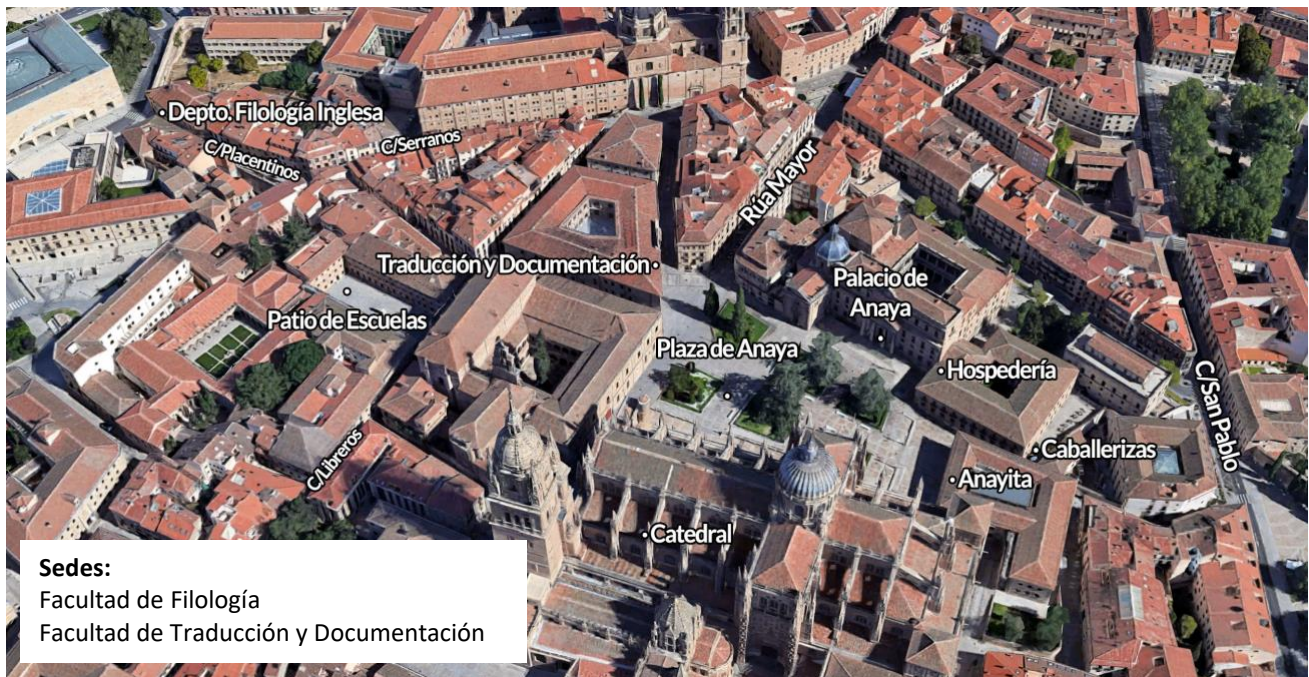 Depto. Filología Inglesa
C/Placentinos
C/Serranos
Rúa Mayor
Traducción y Documentación
Palacio de
Anaya
Patio de Escuelas
Plaza de Anaya
Hospedería
C/San Pablo
C/Libreros
Caballerizas
Anayita
Catedral
Sedes:
Facultad de Filología
Facultad de Traducción y Documentación